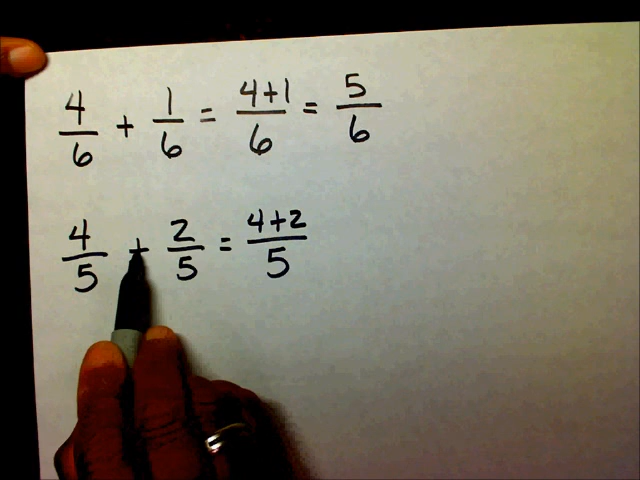 4/6 + 1/6 = 4+1/6 = 5/6
4/5 + 2/5 = 4+2/5